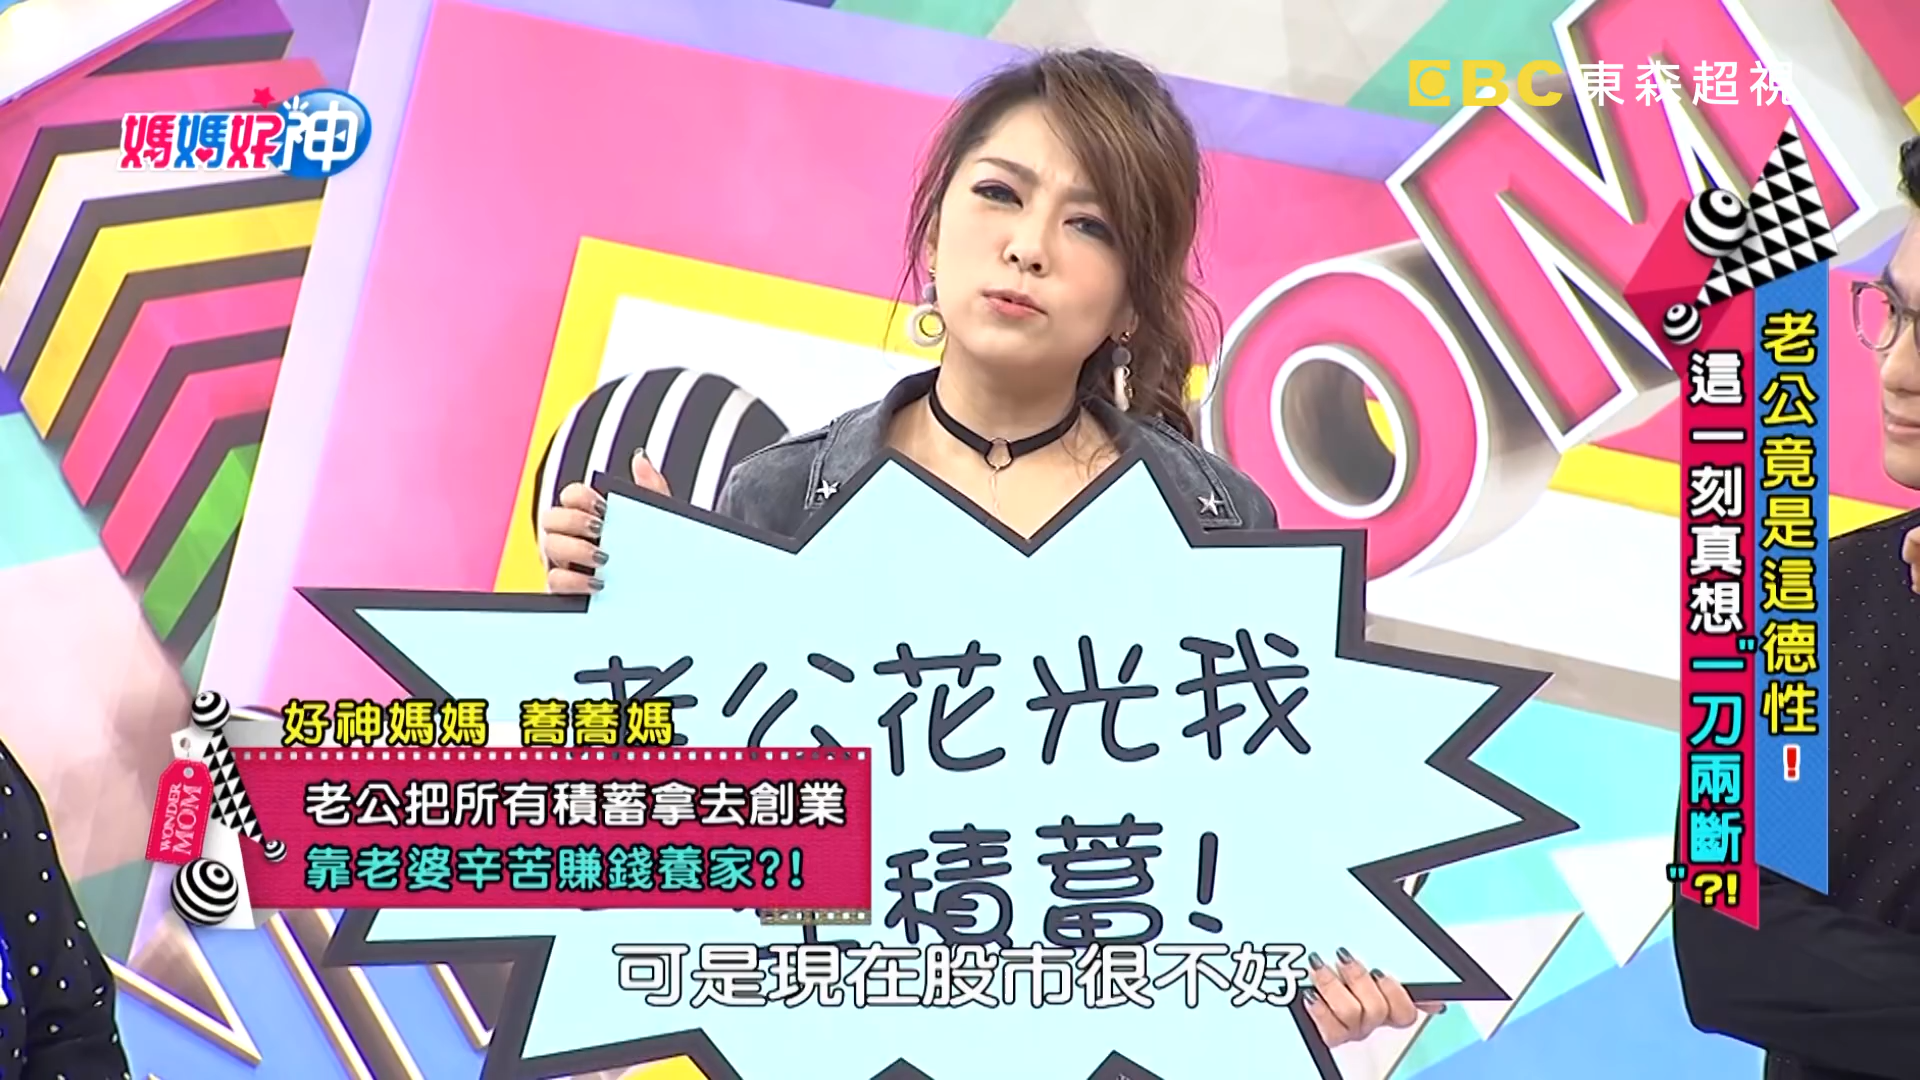 媽媽好神
EBC 東森超視
老公竟是這德性!
這一刻真想"一刀兩斷"?!
OM
老公花光我
積蓄!
好神媽媽 蕎蕎媽
WONDER
MOM
老公把所有積蓄拿去創業
靠老婆辛苦賺錢養家?!
可是現在股市很不好